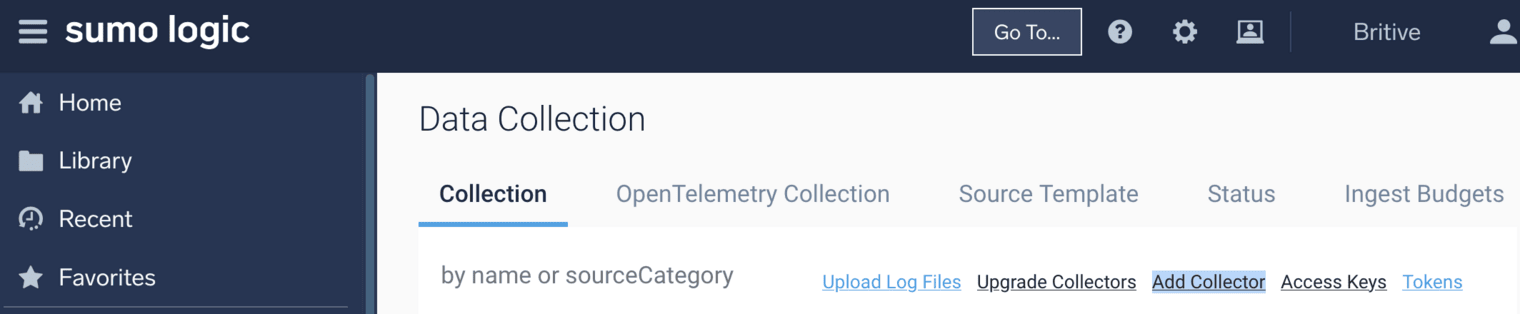 sumo logic
Go To...
Britive
Home
Library
Recent
Favorites
Data Collection
Collection OpenTelemetry Collection Source Template Status Ingest Budgets
by name or sourceCategory Upload Log Files Upgrade Collectors Add Collector Access Keys Tokens